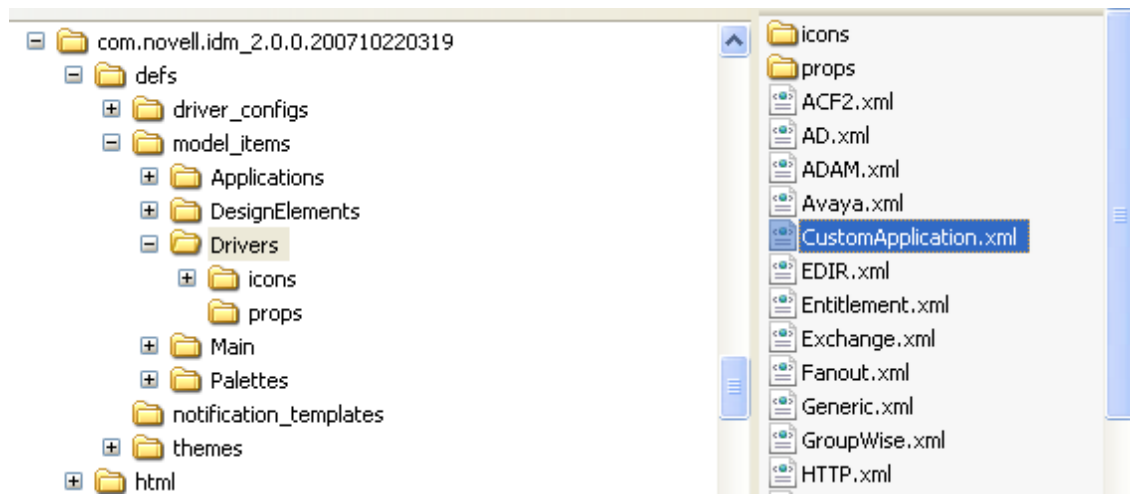 com.novell.idm_2.0.0.200710220319
defs
driver_configs
model_items
Applications
DesignElements
Drivers
icons
props
Main
Palettes
notification_templates
themes
html
icons
props
ACF2.xml
AD.xml
ADAM.xml
Avaya.xml
CustomApplication.xml
EDIR.xml
Entitlement.xml
Exchange.xml
Fanout.xml
Generic.xml
GroupWise.xml
HTTP.xml